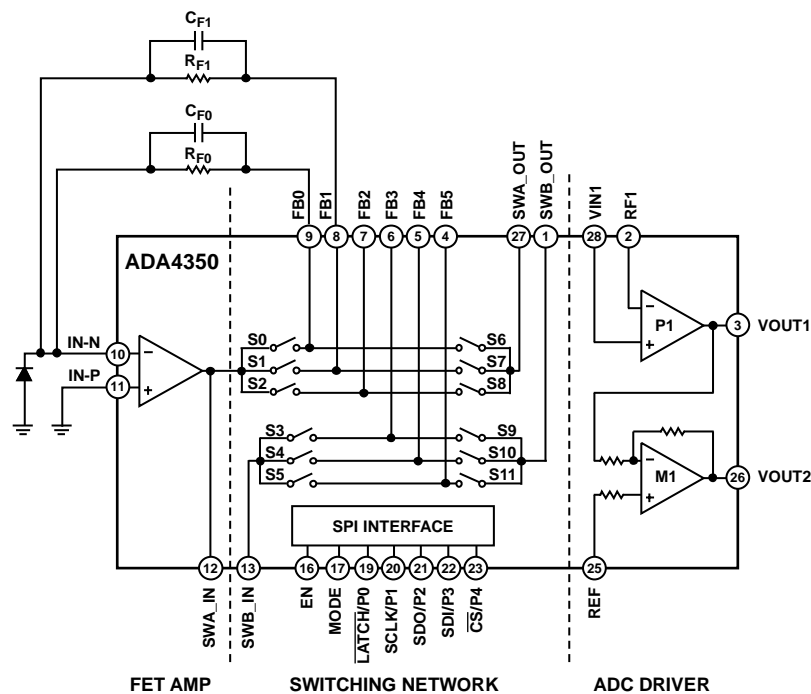 CF1
RF1
CF0
RF0
FB0
FB1
FB2
FB3
FB4
FB5
SWA_OUT
SWB_OUT
VIN1
RF1
9
8
7
6
5
4
27
1
28
2
ADA4350
IN-N
10
IN-P
11
S0
S1
S2
S6
S7
S8
S3
S4
S5
S9
S10
S11
P1
3
VOUT1
M1
26
VOUT2
SPI INTERFACE
12
13
16
17
19
20
21
22
23
25
SWA_IN
SWB_IN
EN
MODE
LATCH/P0
SCLK/P1
SDO/P2
SDI/P3
CS/P4
REF
FET AMP
SWITCHING NETWORK
ADC DRIVER